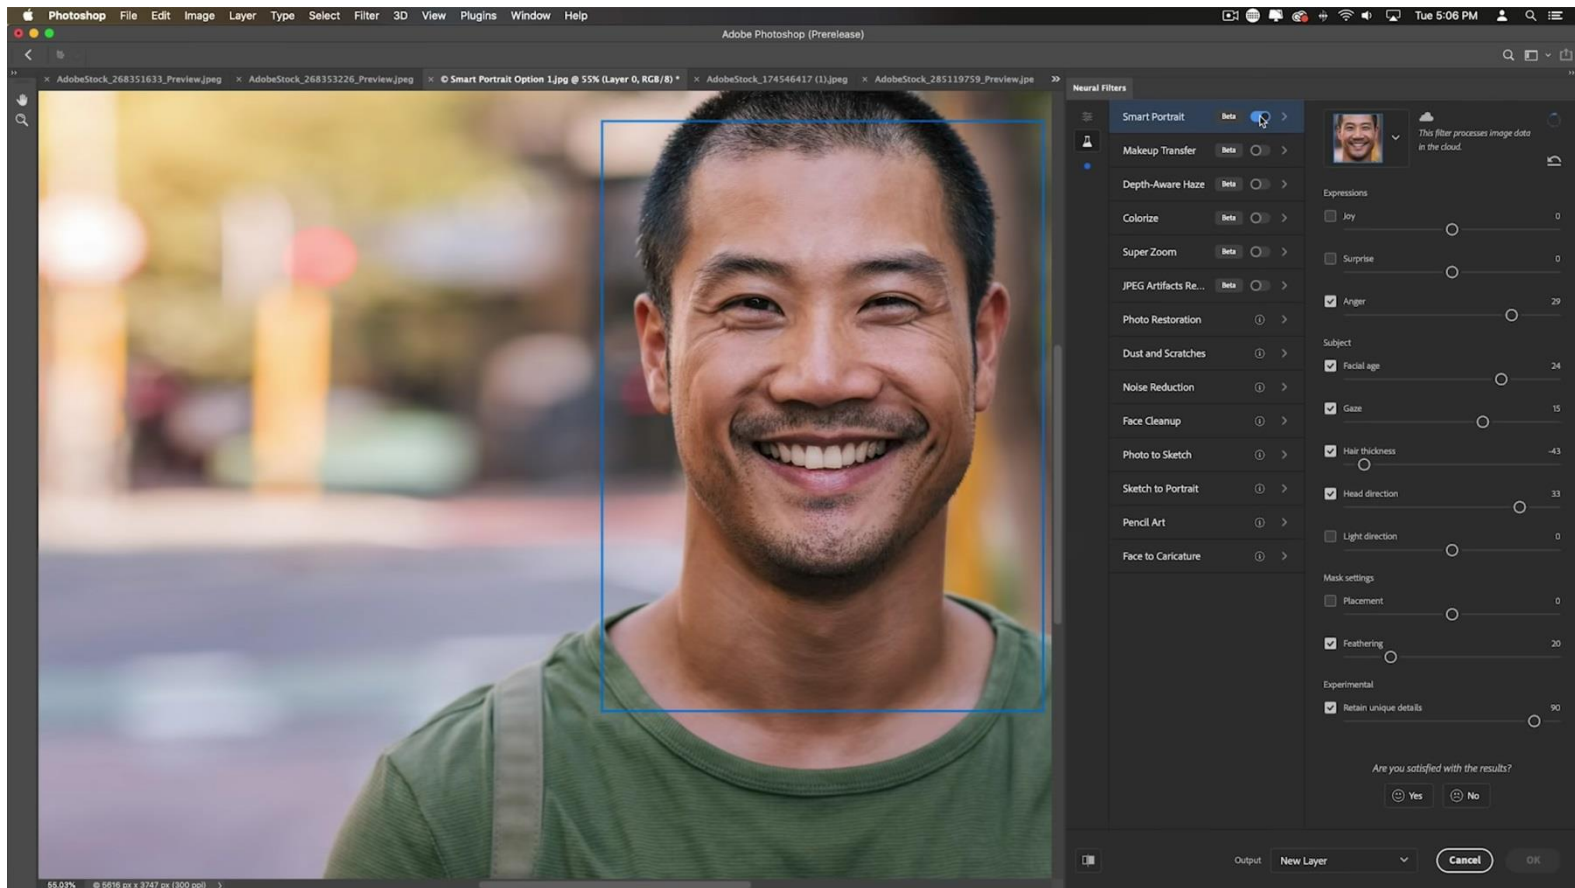 Photoshop File Edit Image Layer Type Select Filter 3D View Plugins Window Help Tue 5:06 PM
Adobe Photoshop (Prerelease)
AdobeStock_268351633_Preview.jpeg AdobeStock_268353226_Preview.jpeg © Smart Portrait Option 1.jpg @ 55% (Layer 0, RGB/8) * AdobeStock_174546417 (1).jpeg AdobeStock_285119759_Preview.jpe
Neural Filters
Smart Portrait Beta
Makeup Transfer Beta
Depth-Aware Haze Beta
Colorize Beta
Super Zoom Beta
JPEG Artifacts Re... Beta
Photo Restoration
Dust and Scratches
Noise Reduction
Face Cleanup
Photo to Sketch
Sketch to Portrait
Pencil Art
Face to Caricature
This filter processes image data
in the cloud.
Expressions
Joy 0
Surprise 0
Anger 29
Subject
Facial age 24
Gaze 15
Hair thickness -43
Head direction 33
Light direction 0
Mask settings
Placement 0
Feathering 20
Experimental
Retain unique details 90
Are you satisfied with the results?
Yes No
Output New Layer Cancel OK
55.03% © 5616 px x 3747 px (300 ppi)